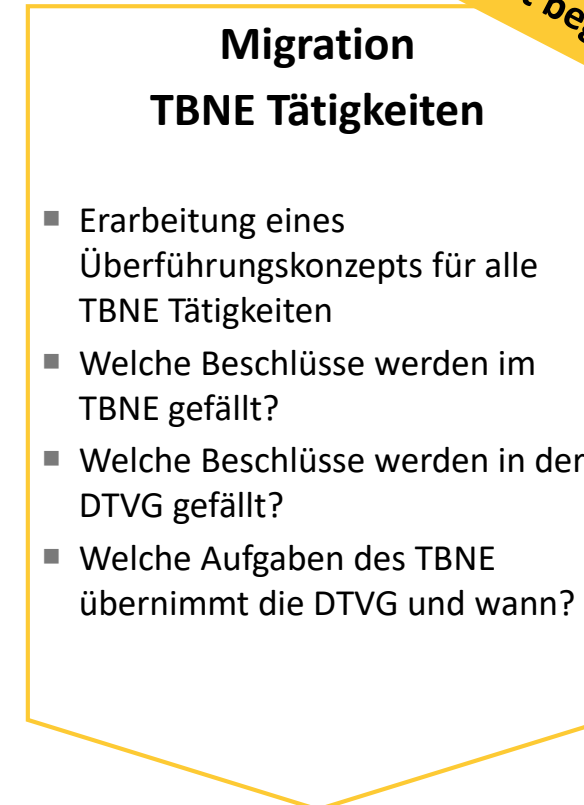 Migration
TBNE Tätigkeiten
Erarbeitung eines
Überführungskonzepts für alle
TBNE Tätigkeiten
Welche Beschlüsse werden im
TBNE gefällt?
Welche Beschlüsse werden in der
DTVG gefällt?
Welche Aufgaben des TBNE
übernimmt die DTVG und wann?